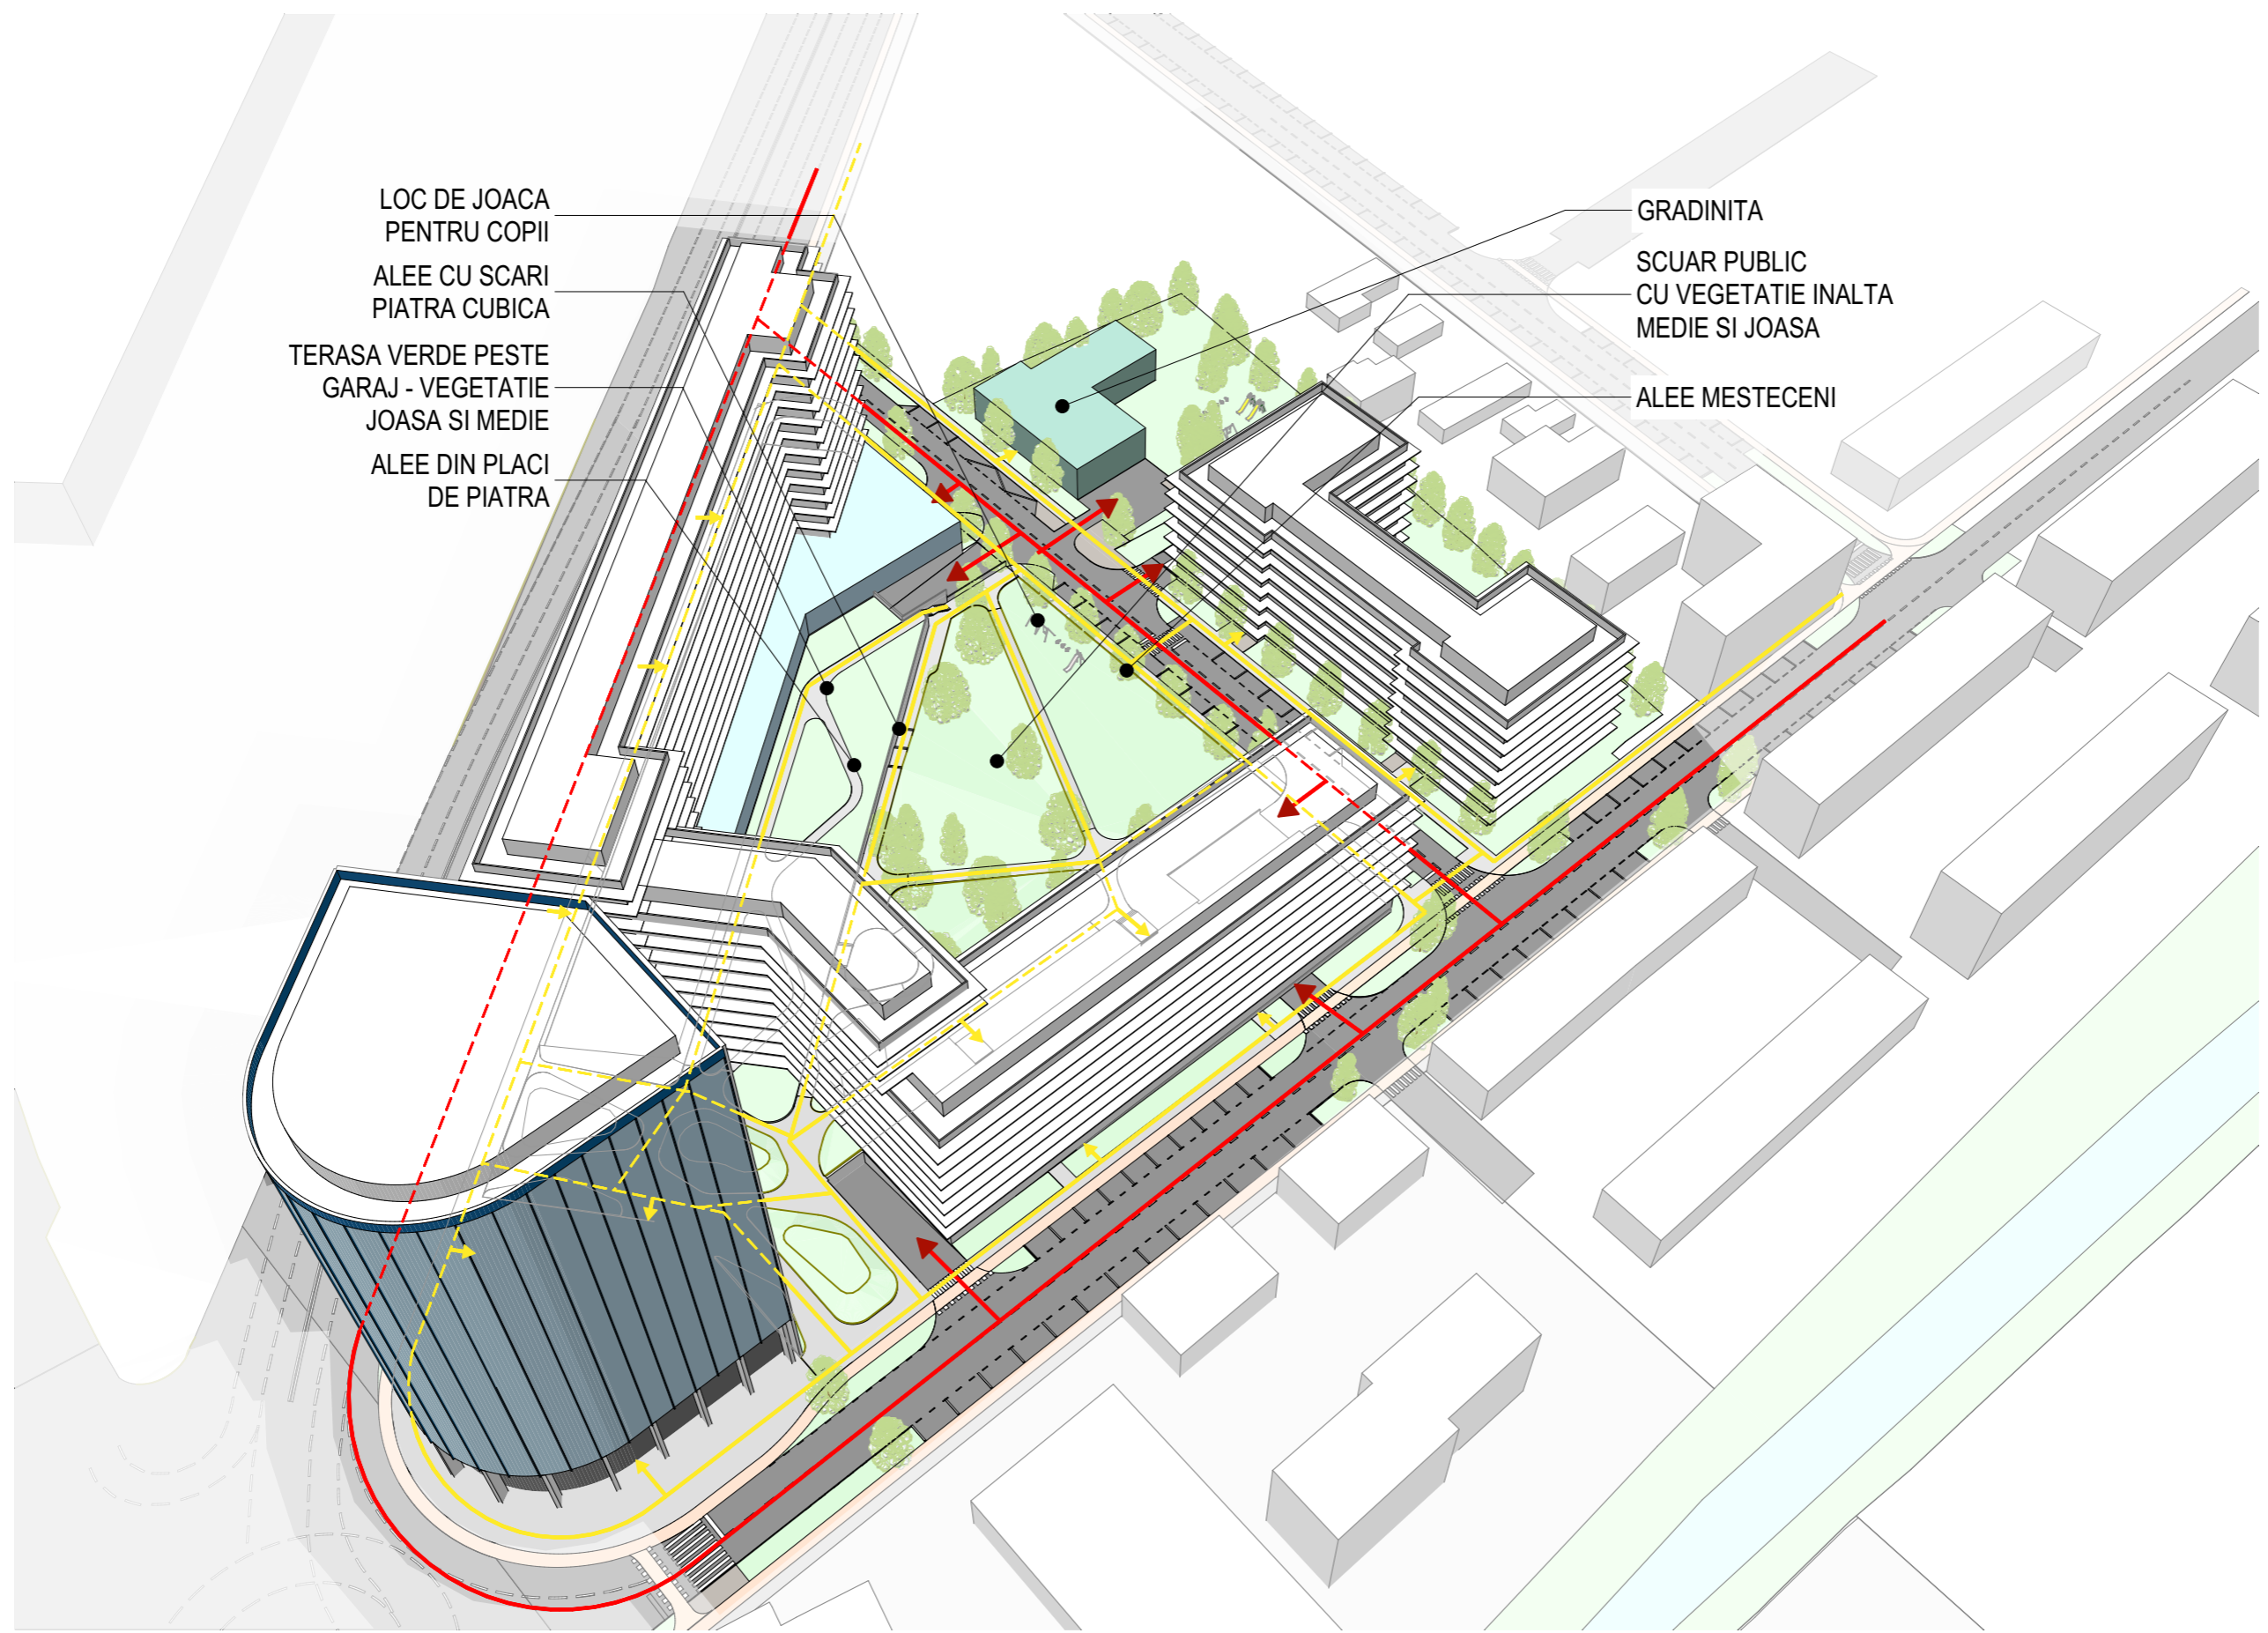 LOC DE JOACA
PENTRU COPII
ALEE CU SCARI
PIATRA CUBICA
TERASA VERDE PESTE
GARAJ - VEGETATIE
JOASA SI MEDIE
ALEE DIN PLACI
DE PIATRA
GRADINITA
SCUAR PUBLIC
CU VEGETATIE INALTA
MEDIE SI JOASA
ALEE MESTECENI